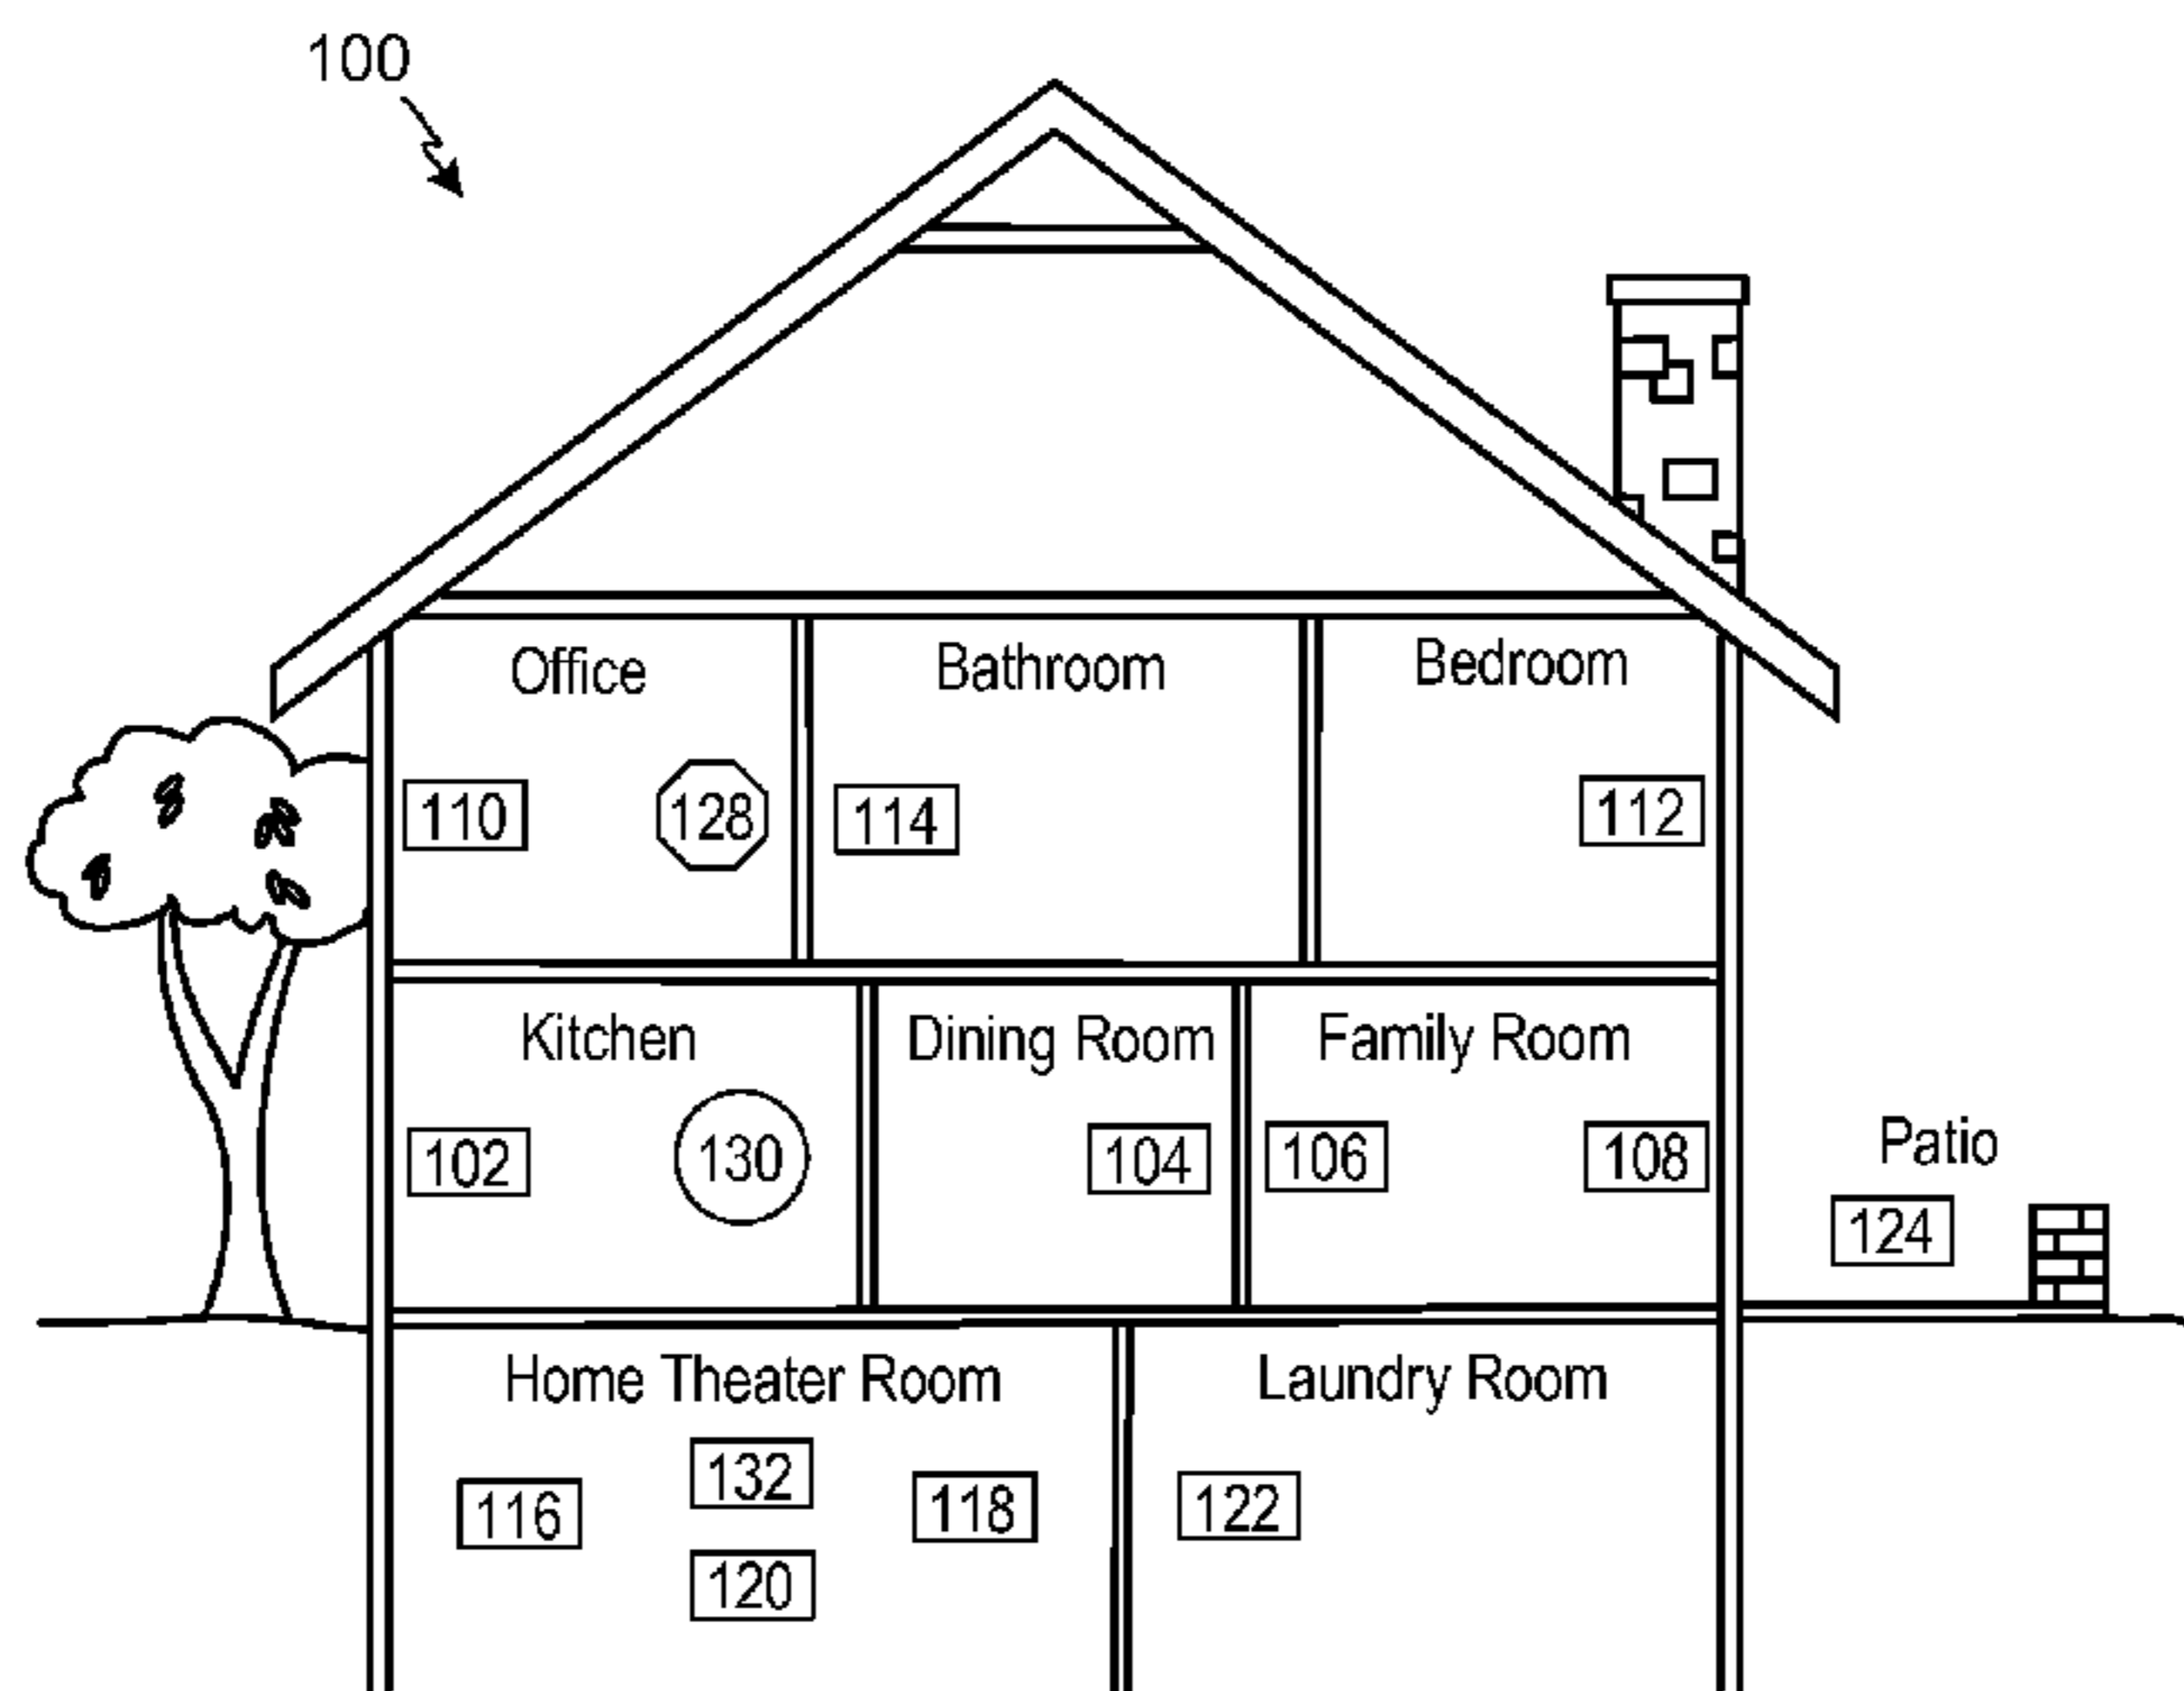 100
Office
Bathroom
Bedroom
110
128
114
112
Kitchen
Dining Room
Family Room
102
130
104
106
108
Patio
124
Home Theater Room
Laundry Room
116
132
118
122
120